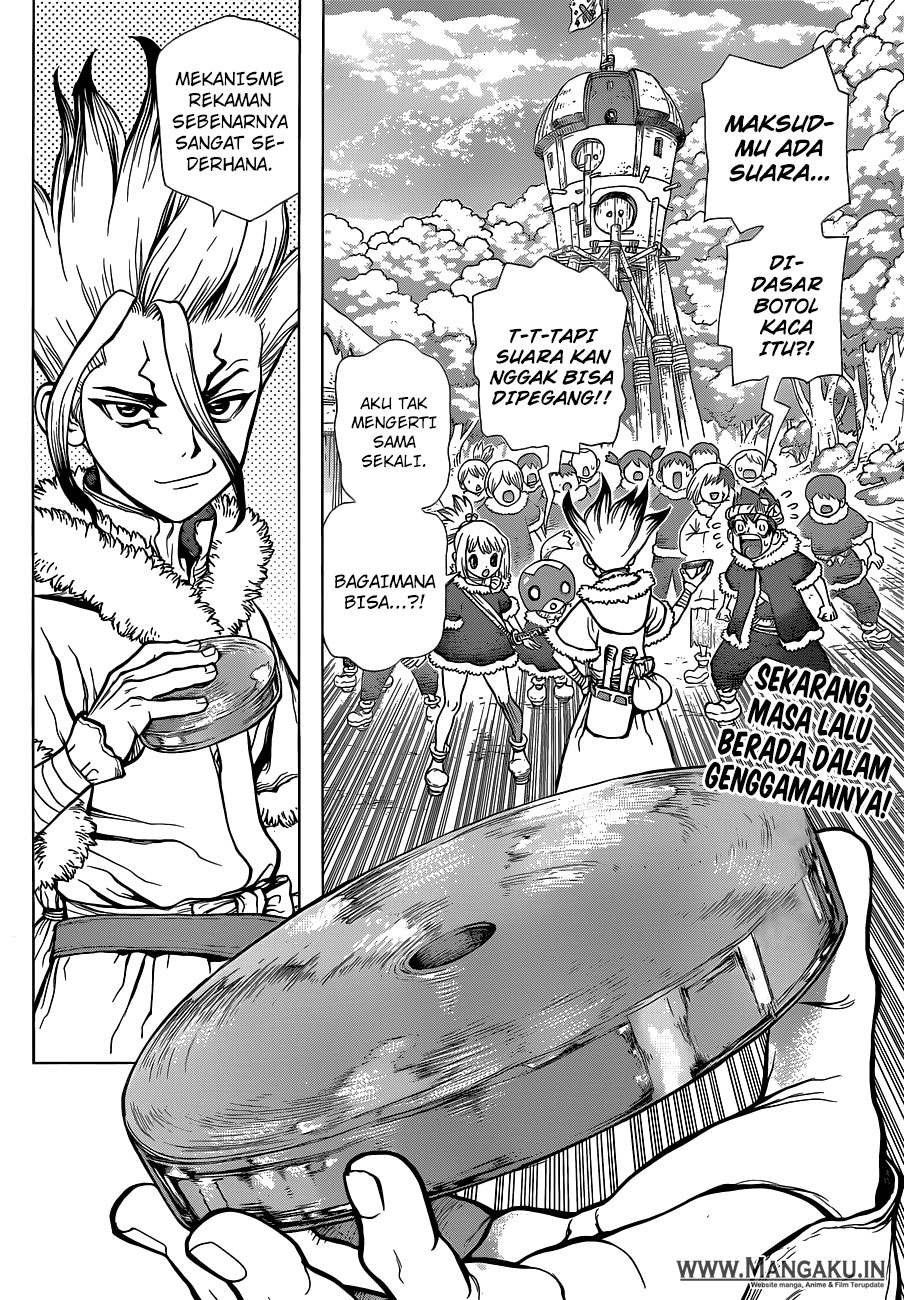 MAKSUD-
MU ADA
SUARA...
DI-
DASAR
BOTOL
KACA
ITU?!
T-T-TAPI
SUARA KAN
NGGAK BISA
DIPEGANG!!
AKU TAK
MENGERTI
SAMA
SEKALI.
BAGAIMANA
BISA...?!
SEKARANG,
MASA LALU
BERADA DALAM
GENGGAMANNYA!
MEKANISME
REKAMAN
SEBENARNYA
SANGAT SE-
DERHANA.
WWW.MANGAKU.IN
Website manga, Anime & Film Terupdate